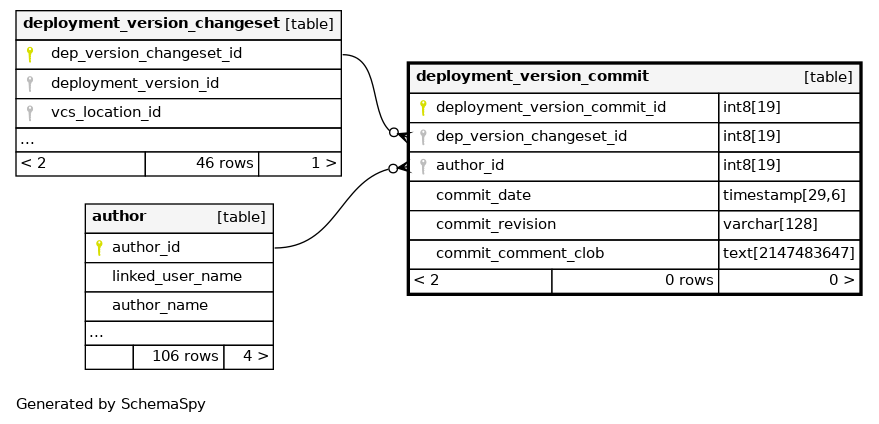 deployment_version_changeset [table]
dep_version_changeset_id
deployment_version_id
vcs_location_id
...
< 2 46 rows 1 >
deployment_version_commit [table]
deployment_version_commit_id int8[19]
dep_version_changeset_id int8[19]
author_id int8[19]
commit_date timestamp[29,6]
commit_revision varchar[128]
commit_comment_clob text[2147483647]
< 2 0 rows 0 >
author [table]
author_id
linked_user_name
author_name
...
106 rows 4 >
Generated by SchemaSpy